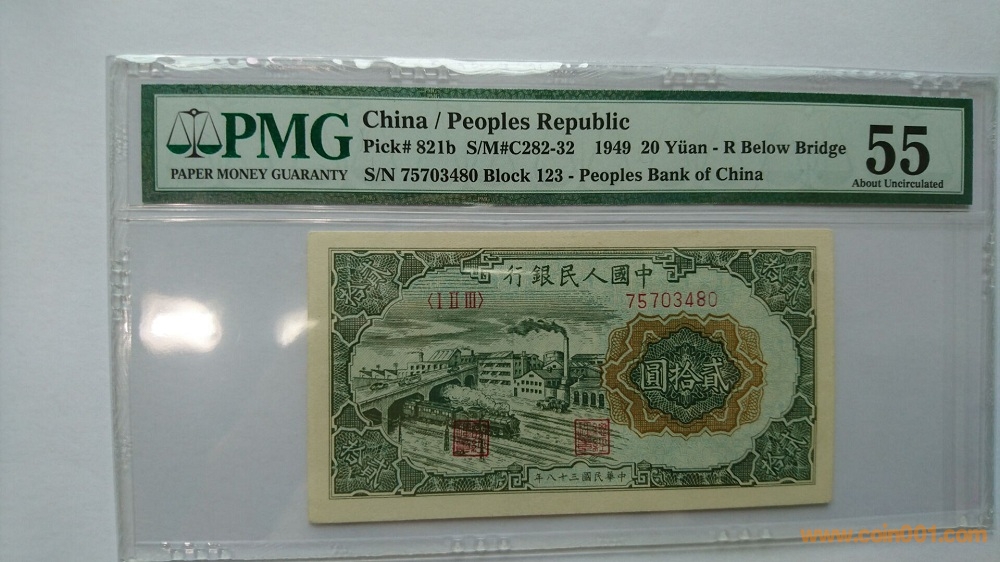 PMG
PAPER MONEY GUARANTY
China / Peoples Republic
Pick# 821b S/M#C282-32 1949 20 Yüan - R Below Bridge
S/N 75703480 Block 123 - Peoples Bank of China
55
About Uncirculated
行銀民人國中
〈I II III〉
75703480
圓拾貳
年八十三國民華中
www.coin001.com